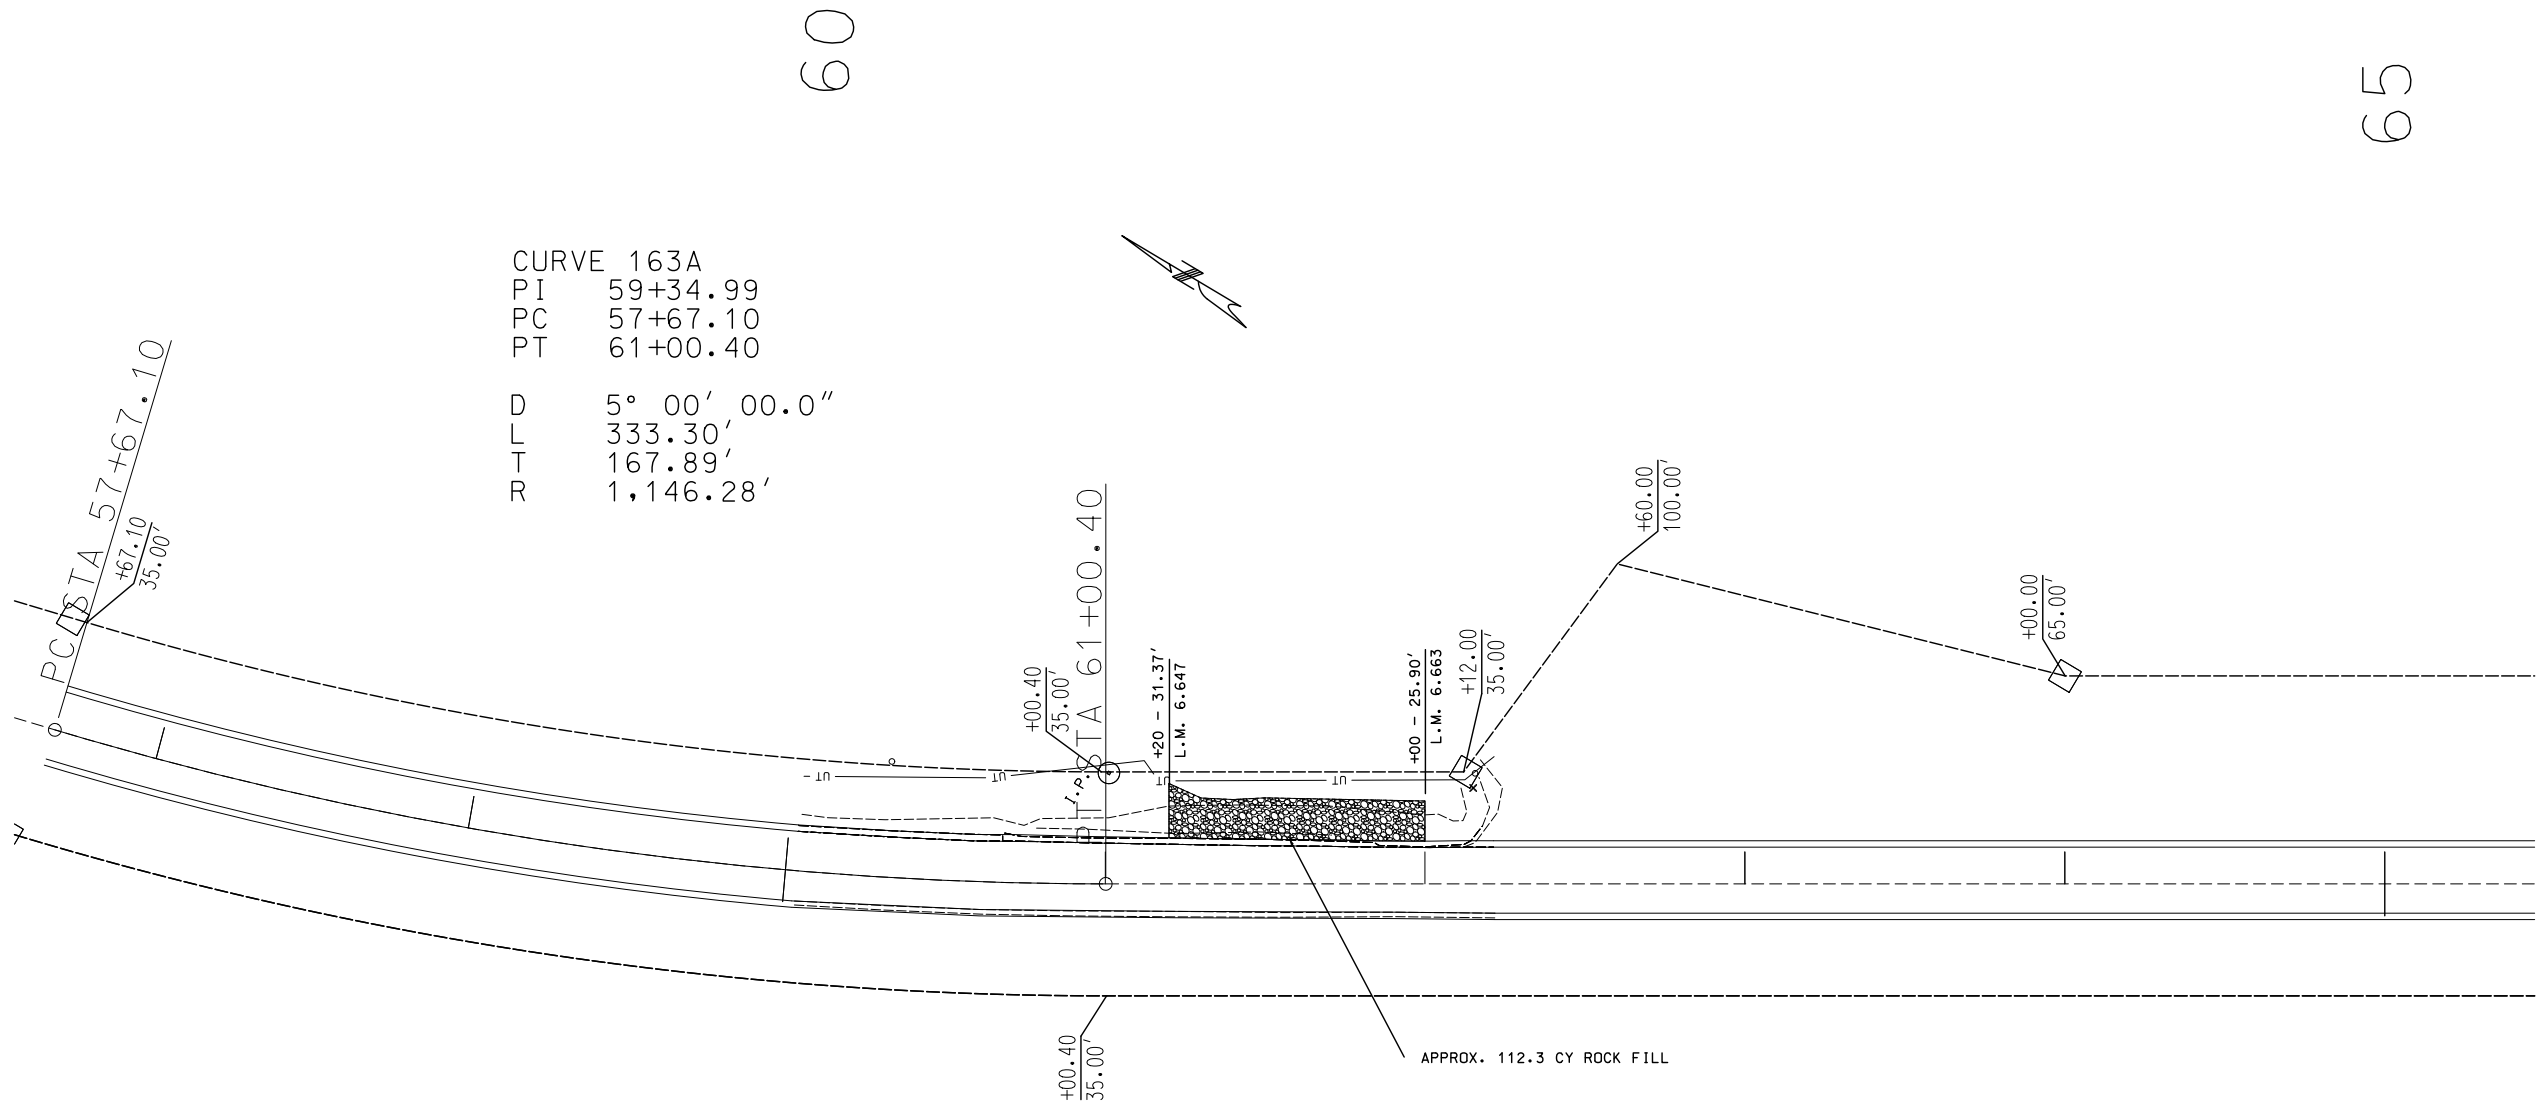 60
65
CURVE 163A
PI 59+34.99
PC 57+67.10
PT 61+00.40
D 5° 00' 00.0"
L 333.30'
T 167.89'
R 1,146.28'
PC STA 57+67.10
+67.10
35.00'
+00.40
35.00'
I.P.
PT STA 61+00.40
+20 - 31.37'
L.M. 6.647
+00 - 25.90'
L.M. 6.663
+12.00
35.00'
+60.00
100.00'
+00.00
65.00'
UT
UT
UT
UT
+00.40
35.00'
APPROX. 112.3 CY ROCK FILL